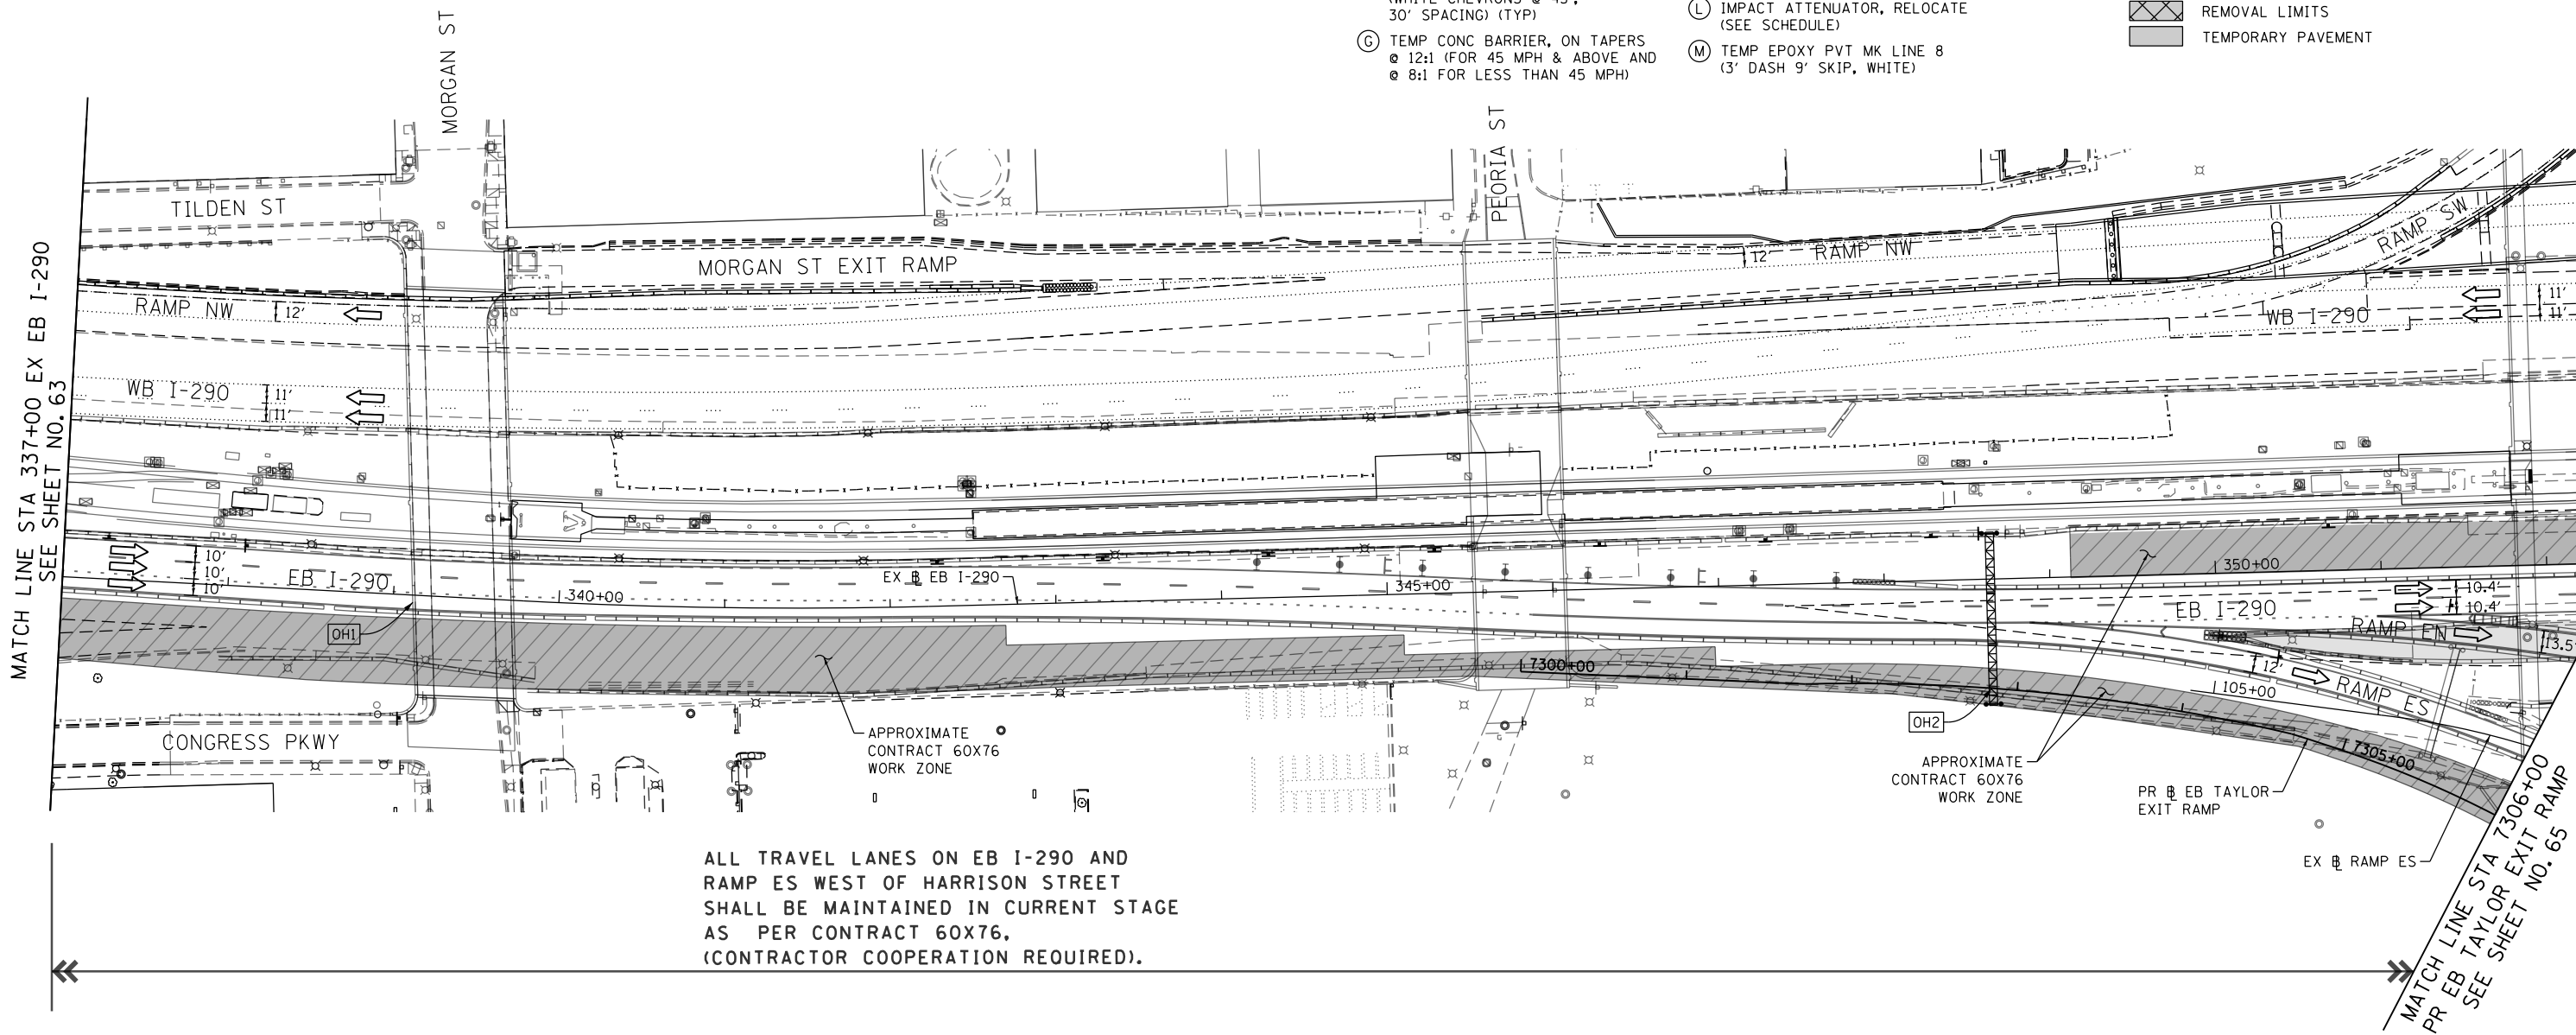 30' SPACING) (TYP)
G TEMP CONC BARRIER, ON TAPERS
@ 12:1 (FOR 45 MPH & ABOVE AND
@ 8:1 FOR LESS THAN 45 MPH)
L IMPACT ATTENUATOR, RELOCATE
(SEE SCHEDULE)
M TEMP EPOXY PVT MK LINE 8
(3' DASH 9' SKIP, WHITE)
REMOVAL LIMITS
TEMPORARY PAVEMENT
MORGAN ST
PEORIA ST
TILDEN ST
MORGAN ST EXIT RAMP
RAMP NW
12'
RAMP NW
12'
RAMP SW
WB I-290
11'
11'
WB I-290
11'
11'
MATCH LINE STA 337+00 EX EB I-290
SEE SHEET NO. 63
10'
10'
10'
EB I-290
EX B EB I-290
340+00
345+00
350+00
EB I-290
10.4'
10.4'
RAMP EN
13.5'
12'
RAMP ES
105+00
OH1
OH2
7300+00
7305+00
CONGRESS PKWY
APPROXIMATE
CONTRACT 60X76
WORK ZONE
APPROXIMATE
CONTRACT 60X76
WORK ZONE
PR B EB TAYLOR
EXIT RAMP
EX B RAMP ES
MATCH LINE STA 7306+00
PR EB TAYLOR EXIT RAMP
SEE SHEET NO. 65
ALL TRAVEL LANES ON EB I-290 AND
RAMP ES WEST OF HARRISON STREET
SHALL BE MAINTAINED IN CURRENT STAGE
AS PER CONTRACT 60X76.
(CONTRACTOR COOPERATION REQUIRED).